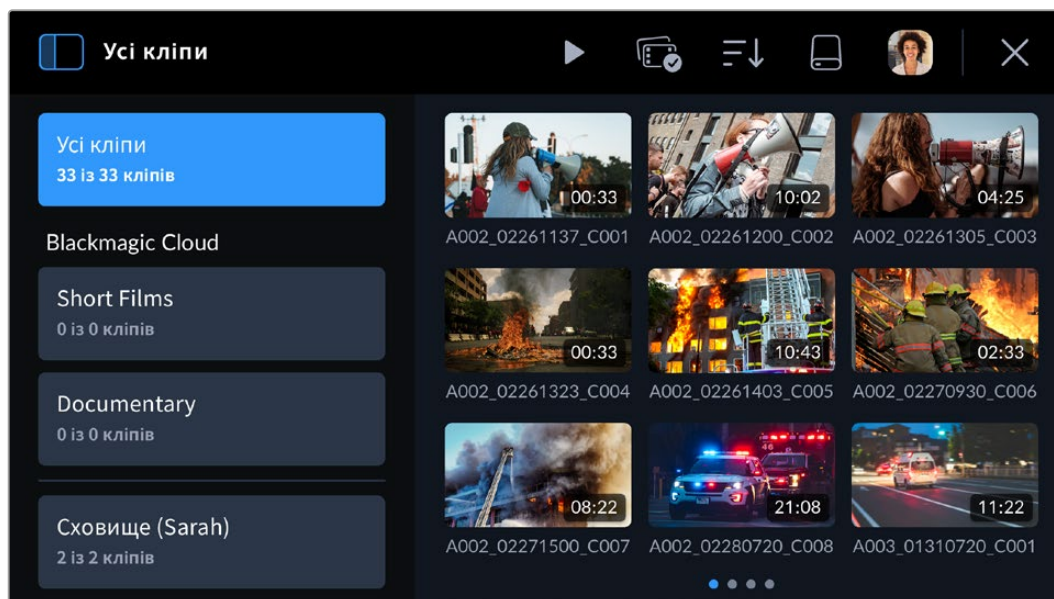 Усі кліпи
Усі кліпи
33 із 33 кліпів
Blackmagic Cloud
Short Films
0 із 0 кліпів
Documentary
0 із 0 кліпів
Сховище (Sarah)
2 із 2 кліпів
00:33 10:02 04:25
A002_02261137_C001 A002_02261200_C002 A002_02261305_C003
00:33 10:43 02:33
A002_02261323_C004 A002_02261403_C005 A002_02270930_C006
08:22 21:08 11:22
A002_02271500_C007 A002_02280720_C008 A003_01310720_C001